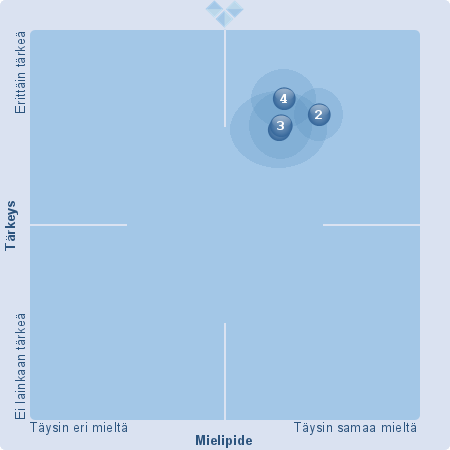 Erittäin tärkeä
4
2
3
Tärkeys
Ei lainkaan tärkeä
Täysin eri mieltä
Täysin samaa mieltä
Mielipide